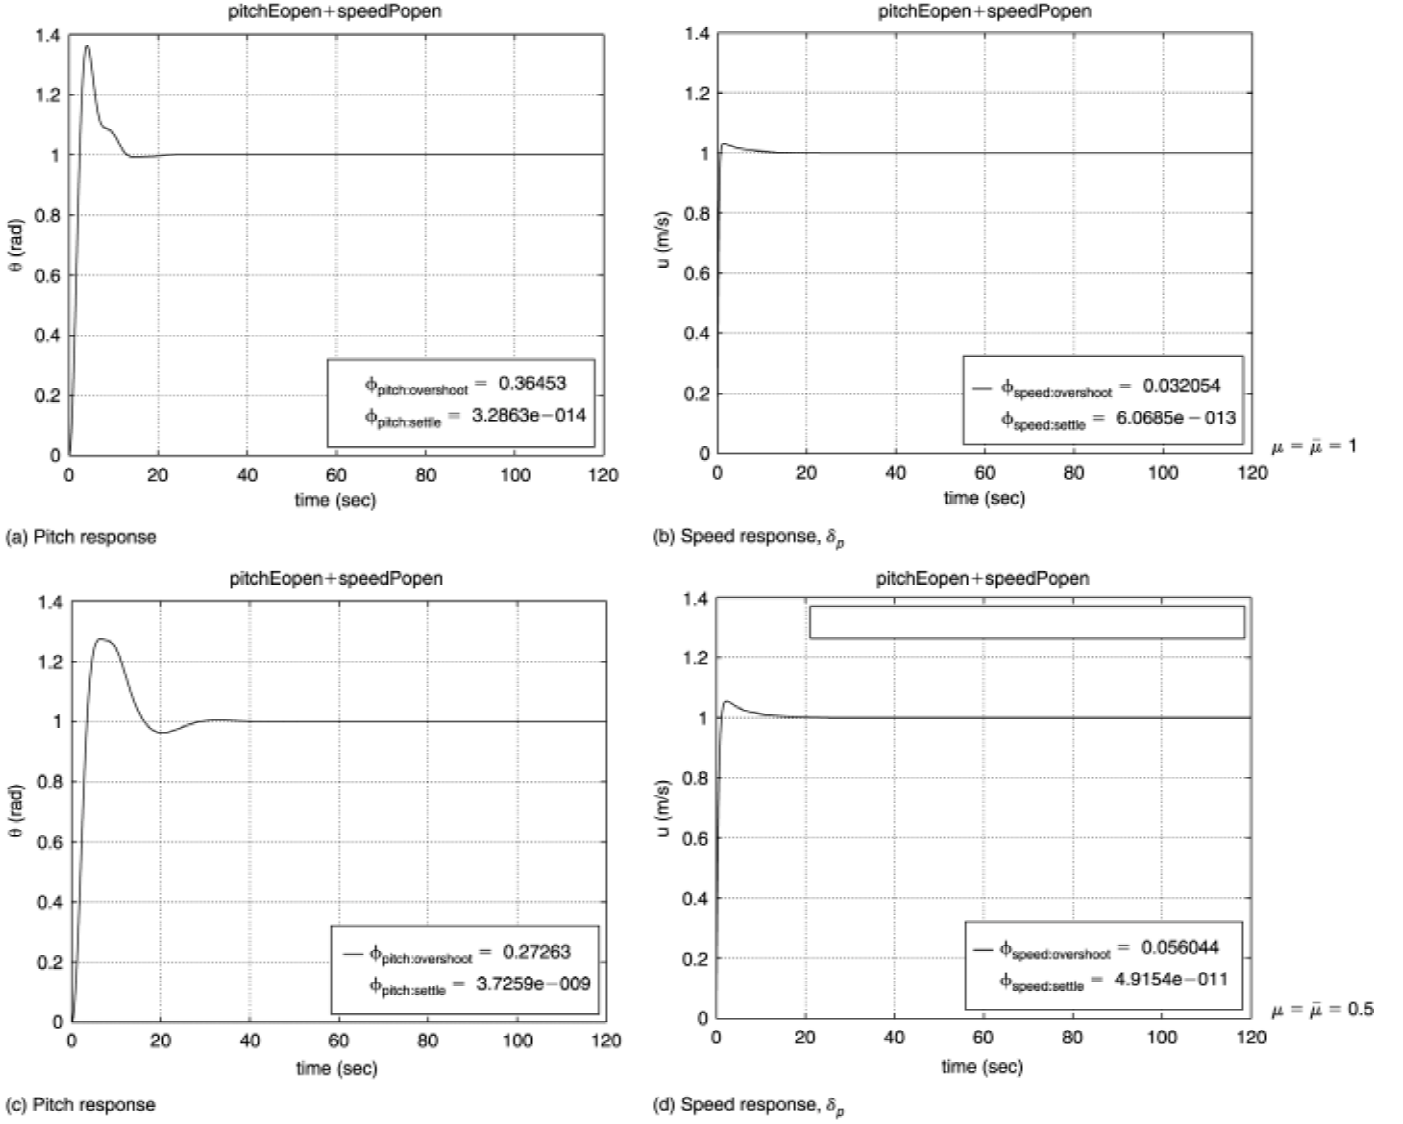 pitchEopen+speedPopen
1.4
1.2
1
0.8
0.6
0.4
0.2
0
θ (rad)
ϕpitch:overshoot = 0.36453
ϕpitch:settle = 3.2863e−014
0 20 40 60 80 100 120
time (sec)
(a) Pitch response
pitchEopen+speedPopen
1.4
1.2
1
0.8
0.6
0.4
0.2
0
u (m/s)
ϕspeed:overshoot = 0.032054
ϕspeed:settle = 6.0685e−013
0 20 40 60 80 100 120
time (sec)
μ = μ̄ = 1
(b) Speed response, δp
pitchEopen+speedPopen
1.4
1.2
1
0.8
0.6
0.4
0.2
0
θ (rad)
ϕpitch:overshoot = 0.27263
ϕpitch:settle = 3.7259e−009
0 20 40 60 80 100 120
time (sec)
(c) Pitch response
pitchEopen+speedPopen
1.4
1.2
1
0.8
0.6
0.4
0.2
0
u (m/s)
ϕspeed:overshoot = 0.056044
ϕspeed:settle = 4.9154e−011
0 20 40 60 80 100 120
time (sec)
μ = μ̄ = 0.5
(d) Speed response, δp